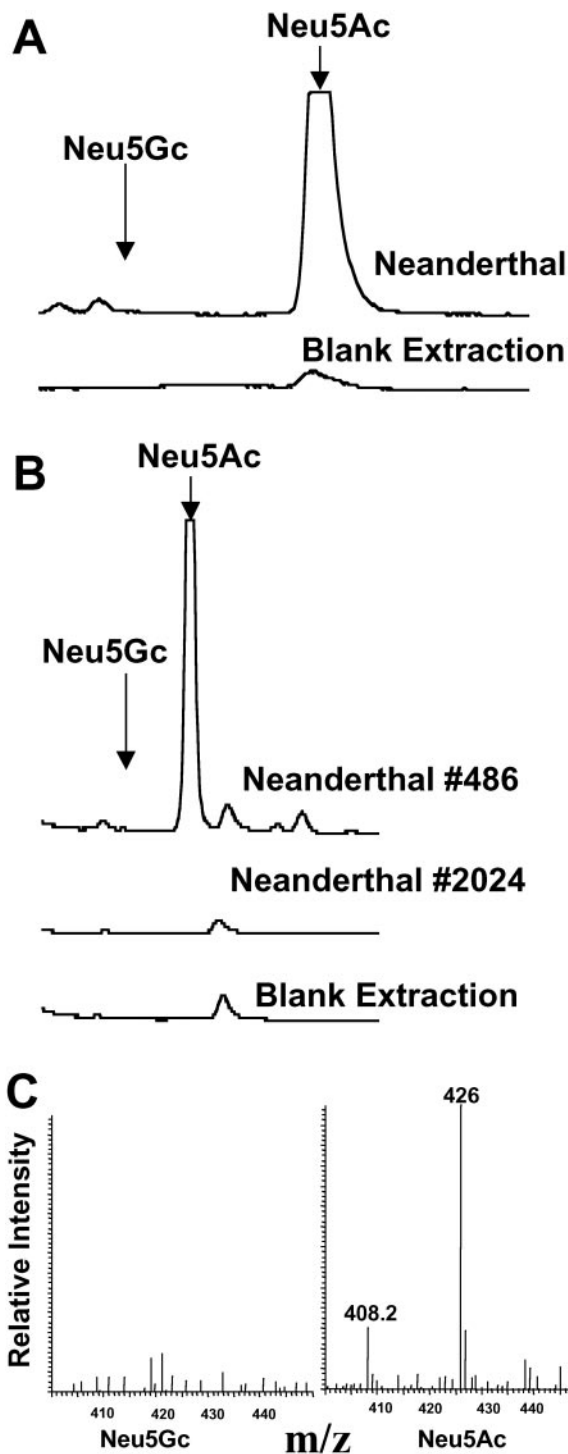 A
Neu5Ac
Neu5Gc
Neanderthal
Blank Extraction
B
Neu5Ac
Neu5Gc
Neanderthal #486
Neanderthal #2024
Blank Extraction
C
Relative Intensity
426
408.2
410 420 430 440
410 420 430 440
Neu5Gc m/z Neu5Ac